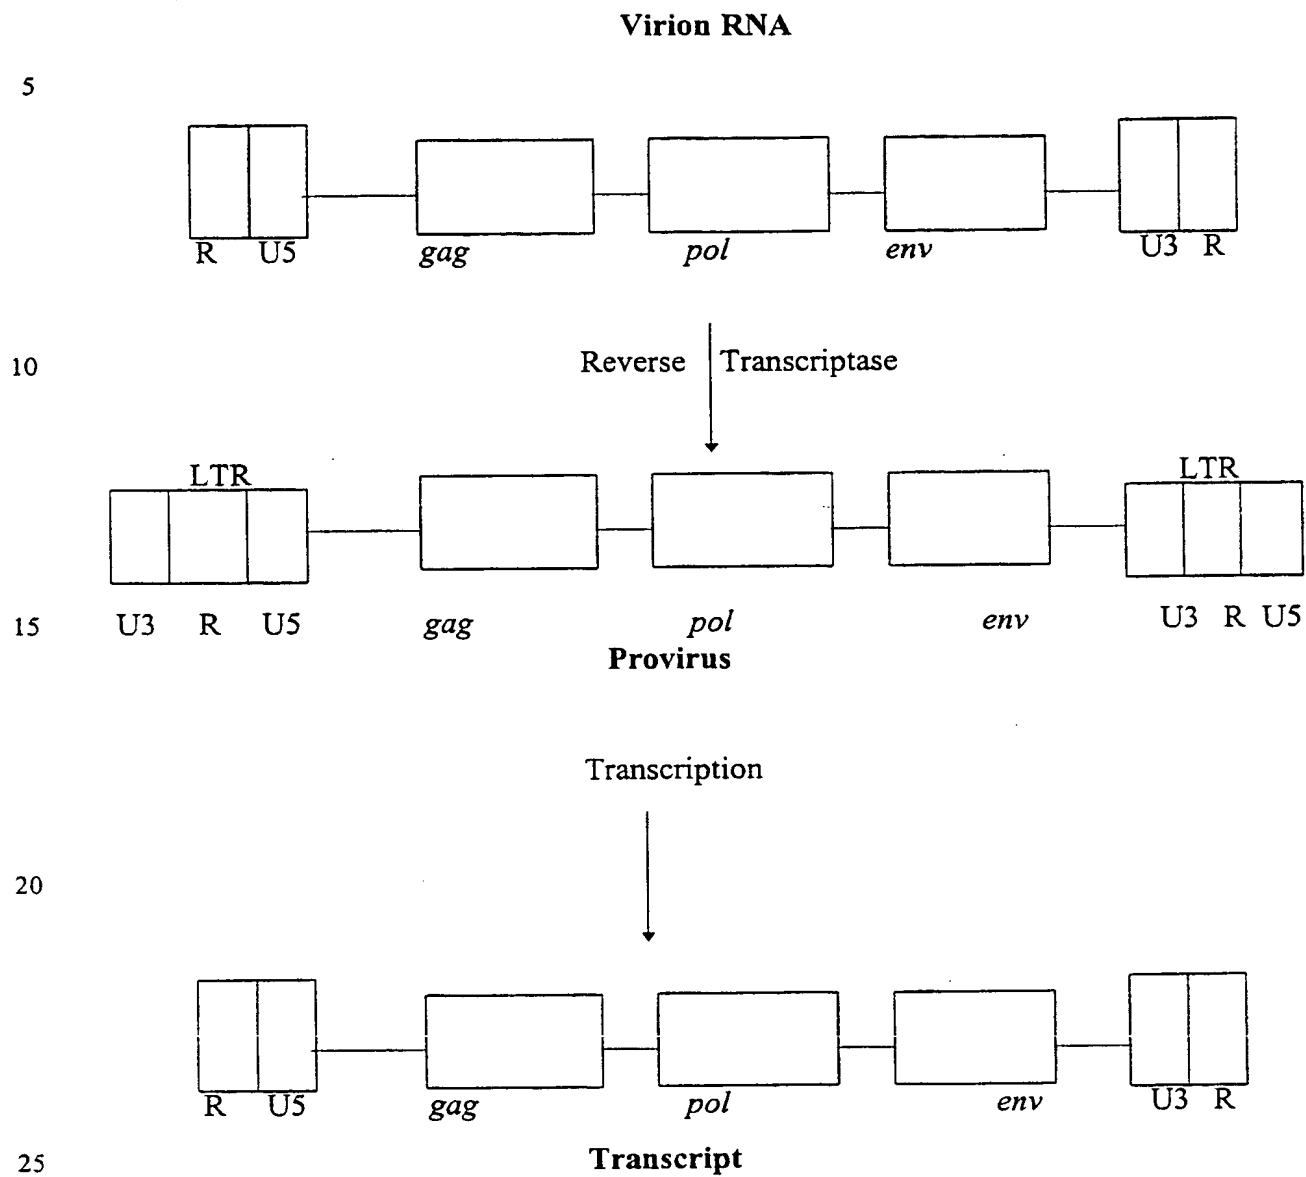 Virion RNA
5
R U5 gag pol env U3 R
10 Reverse Transcriptase
LTR LTR
15 U3 R U5 gag pol env U3 R U5
Provirus
Transcription
20
R U5 gag pol env U3 R
25 Transcript